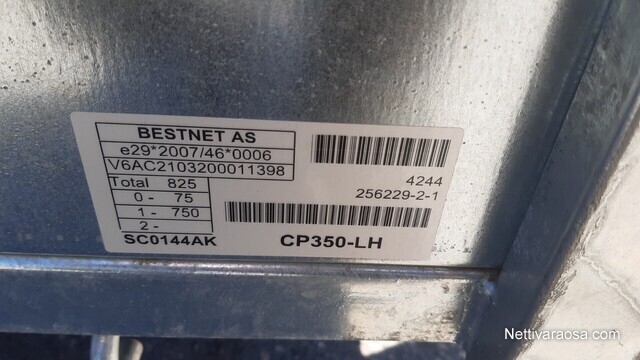 BESTNET AS
e29*2007/46*0006
V6AC2103200011398
Total 825
0 - 75
1 - 750
2 -
SC0144AK
4244
256229-2-1
CP350-LH
Nettivaraosa.com